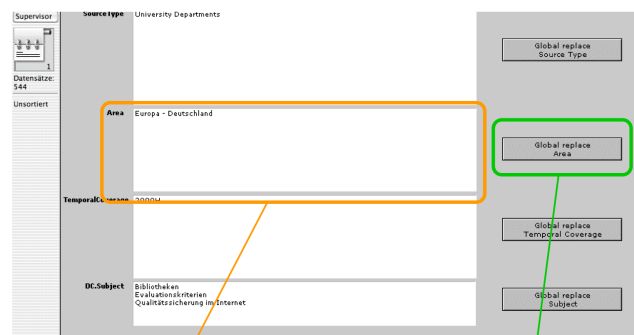 Supervisor
1
Datensätze:
544
Unsortiert
SourceType University Departments
Global replace
Source Type
Area Europa - Deutschland
Global replace
Area
TemporalCoverage 2000H
Global replace
Temporal Coverage
DC.Subject Bibliotheken
Evaluationskriterien
Qualitätssicherung im Internet
Global replace
Subject